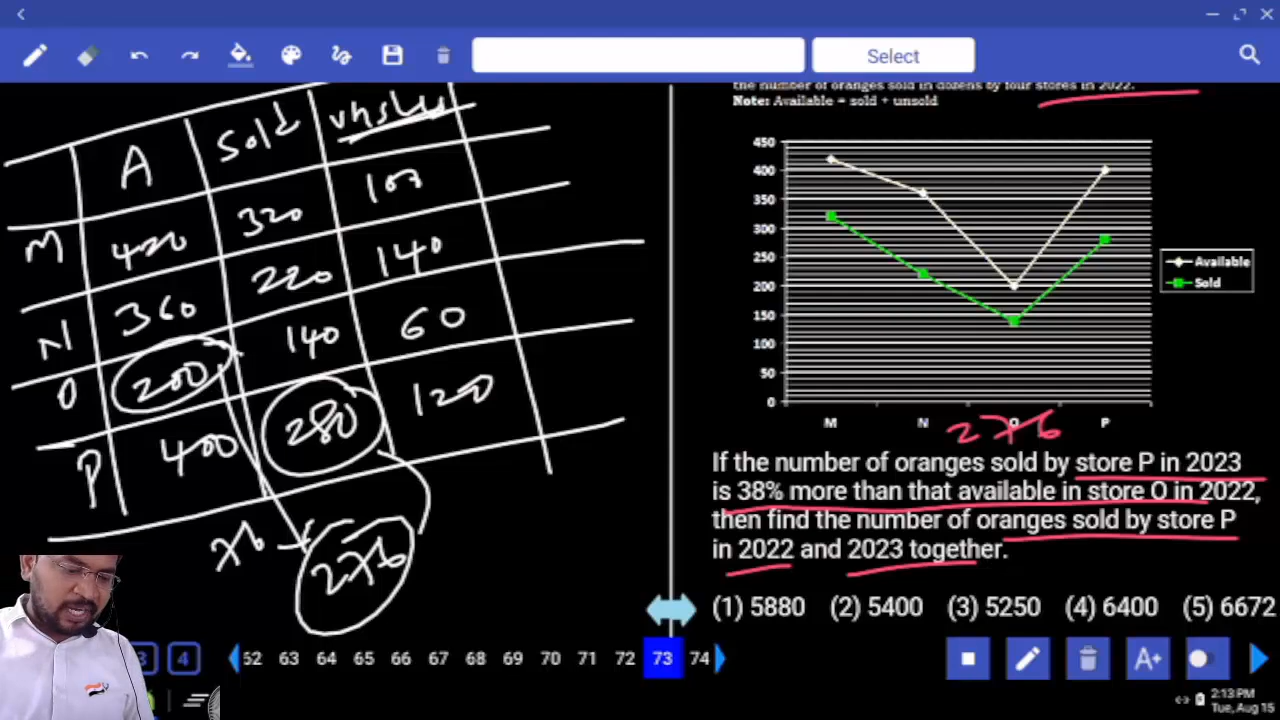 Select
the number of oranges sold in dozens by four stores in 2022.
Note: Available = sold + unsold
A Sold
M 420 320 100
N 360 220 140
O 200 140 60
P 400 280 120
76 276
450
400
350
300
250
200
150
100
50
0
M N O P
Available
Sold
276
If the number of oranges sold by store P in 2023
is 38% more than that available in store O in 2022,
then find the number of oranges sold by store P
in 2022 and 2023 together.
(1) 5880 (2) 5400 (3) 5250 (4) 6400 (5) 6672
3 4 52 63 64 65 66 67 68 69 70 71 72 73 74
A+
2:13 PM
Tue, Aug 15